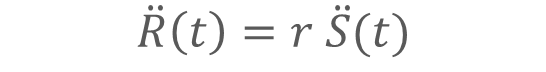 R̈(t) = r S̈(t)